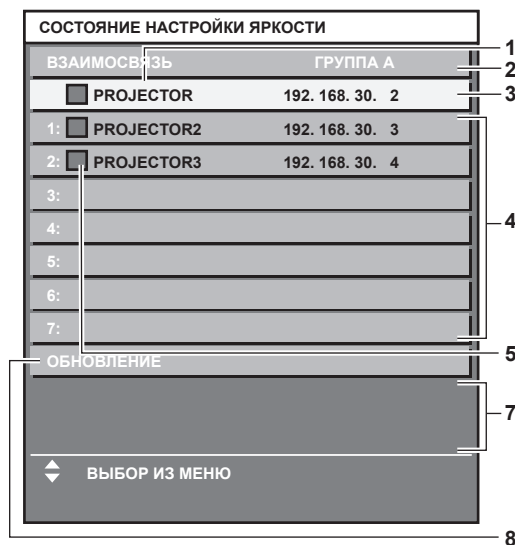 СОСТОЯНИЕ НАСТРОЙКИ ЯРКОСТИ
ВЗАИМОСВЯЗЬ ГРУППА A
PROJECTOR 192. 168. 30. 2
1: PROJECTOR2 192. 168. 30. 3
2: PROJECTOR3 192. 168. 30. 4
3:
4:
5:
6:
7:
ОБНОВЛЕНИЕ
ВЫБОР ИЗ МЕНЮ
1
2
3
4
5
7
8